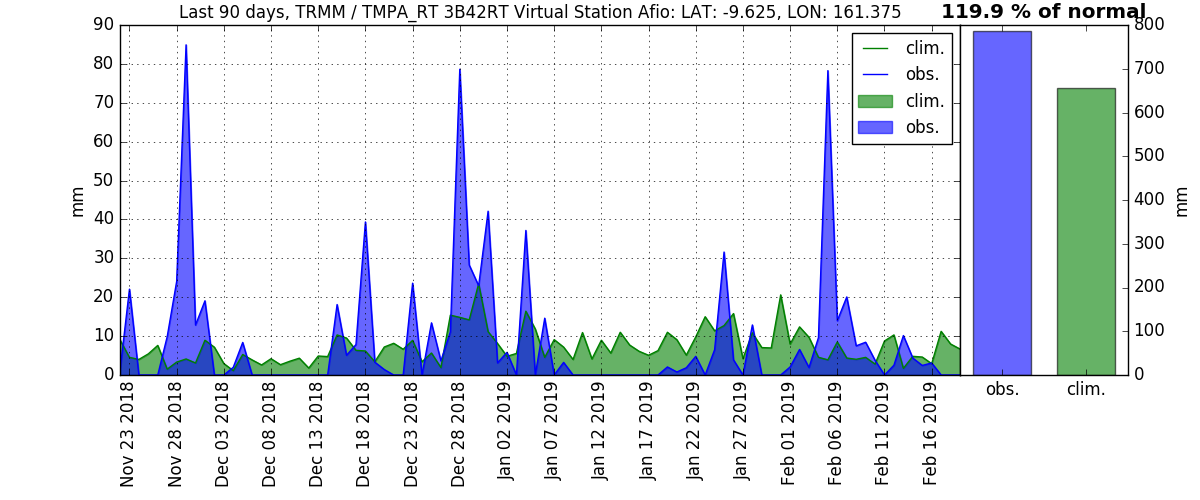 Last 90 days, TRMM / TMPA_RT 3B42RT Virtual Station Afio: LAT: -9.625, LON: 161.375
119.9 % of normal
90
80
70
60
50
40
30
20
10
0
mm
clim.
obs.
clim.
obs.
Nov 23 2018
Nov 28 2018
Dec 03 2018
Dec 08 2018
Dec 13 2018
Dec 18 2018
Dec 23 2018
Dec 28 2018
Jan 02 2019
Jan 07 2019
Jan 12 2019
Jan 17 2019
Jan 22 2019
Jan 27 2019
Feb 01 2019
Feb 06 2019
Feb 11 2019
Feb 16 2019
800
700
600
500
400
300
200
100
0
mm
obs.
clim.